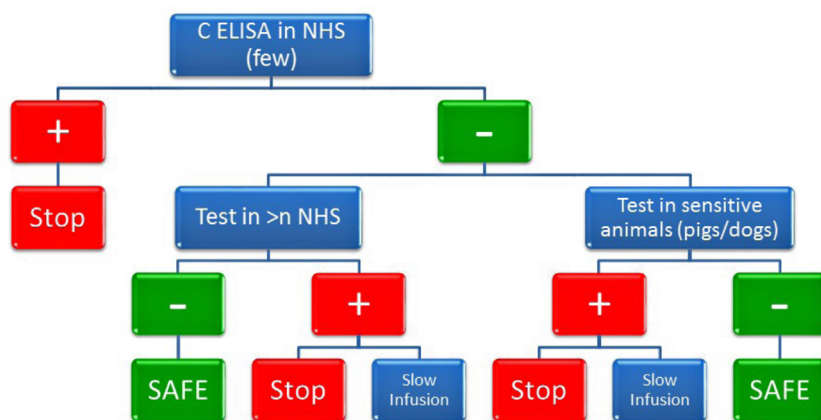 C ELISA in NHS
(few)
+
-
Stop
Test in >n NHS
Test in sensitive
animals (pigs/dogs)
-
+
+
-
SAFE
Stop
Slow
Infusion
Stop
Slow
Infusion
SAFE